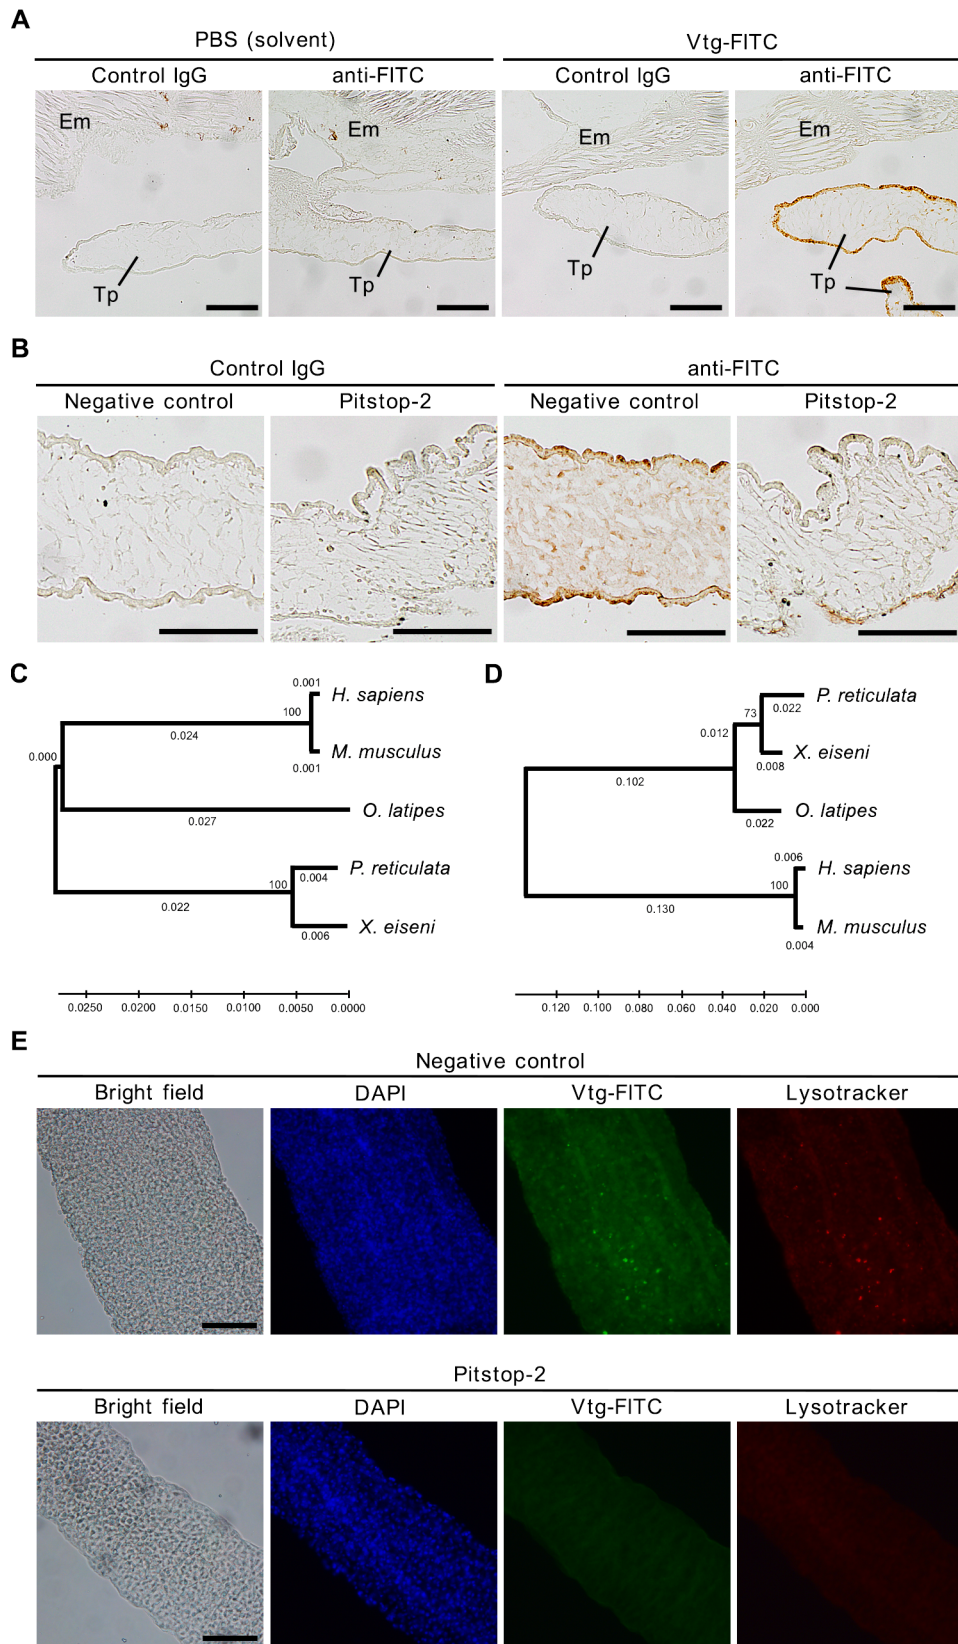 A
PBS (solvent)
Vtg-FITC
Control IgG
anti-FITC
Control IgG
anti-FITC
Em
Em
Em
Em
Tp
Tp
Tp
Tp
B
Control IgG
anti-FITC
Negative control
Pitstop-2
Negative control
Pitstop-2
C
0.001
H. sapiens
100
0.024
M. musculus
0.001
0.000
O. latipes
0.027
P. reticulata
100
0.004
0.022
X. eiseni
0.006
0.0250 0.0200 0.0150 0.0100 0.0050 0.0000
D
P. reticulata
73
0.022
0.012
X. eiseni
0.008
0.102
O. latipes
0.022
0.006
H. sapiens
100
0.130
M. musculus
0.004
0.120 0.100 0.080 0.060 0.040 0.020 0.000
E
Negative control
Bright field
DAPI
Vtg-FITC
Lysotracker
Pitstop-2
Bright field
DAPI
Vtg-FITC
Lysotracker